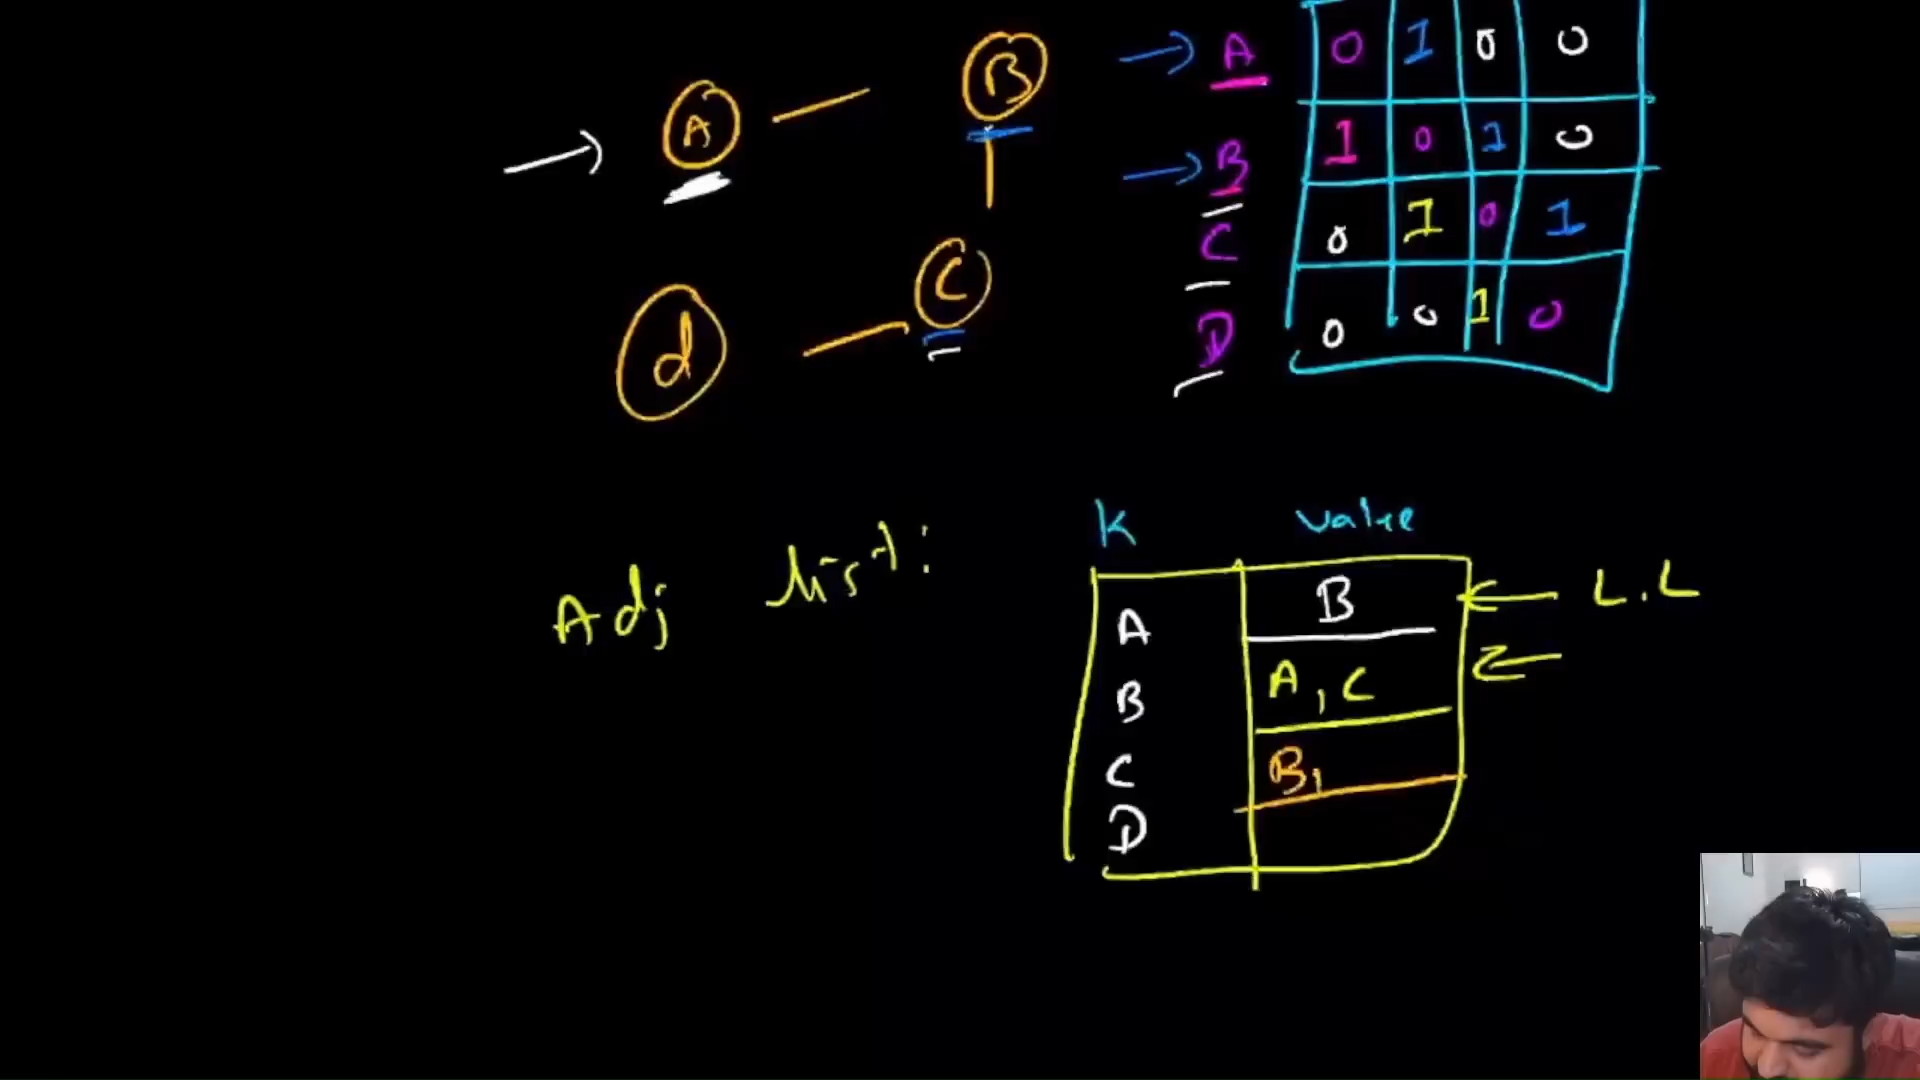 A
B
C
d
A 0 1 0 0
B 1 0 1 0
C 0 1 0 1
D 0 0 1 0
Adj list:
K value
A B
B A, C
C B,
D
L.L